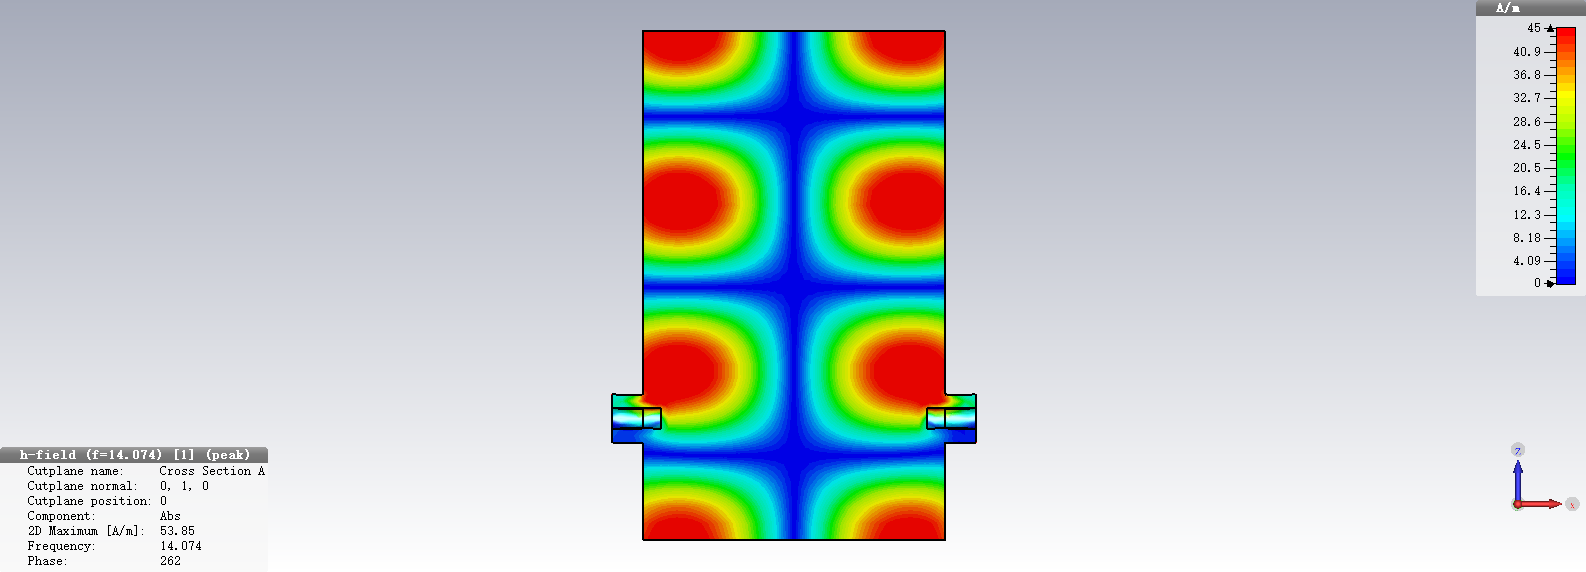 A/m
45
40.9
36.8
32.7
28.6
24.5
20.5
16.4
12.3
8.18
4.09
0
h-field (f=14.074) [1] (peak)
Cutplane name: Cross Section A
Cutplane normal: 0, 1, 0
Cutplane position: 0
Component: Abs
2D Maximum [A/m]: 53.85
Frequency: 14.074
Phase: 262
z
x